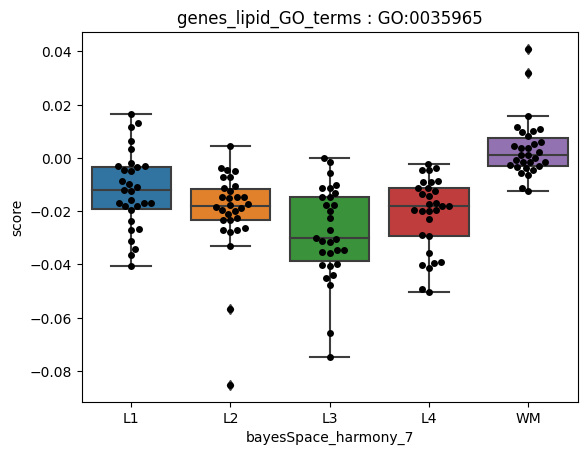 genes_lipid_GO_terms : GO:0035965
0.04
0.02
0.00
−0.02
−0.04
−0.06
−0.08
score
L1 L2 L3 L4 WM
bayesSpace_harmony_7